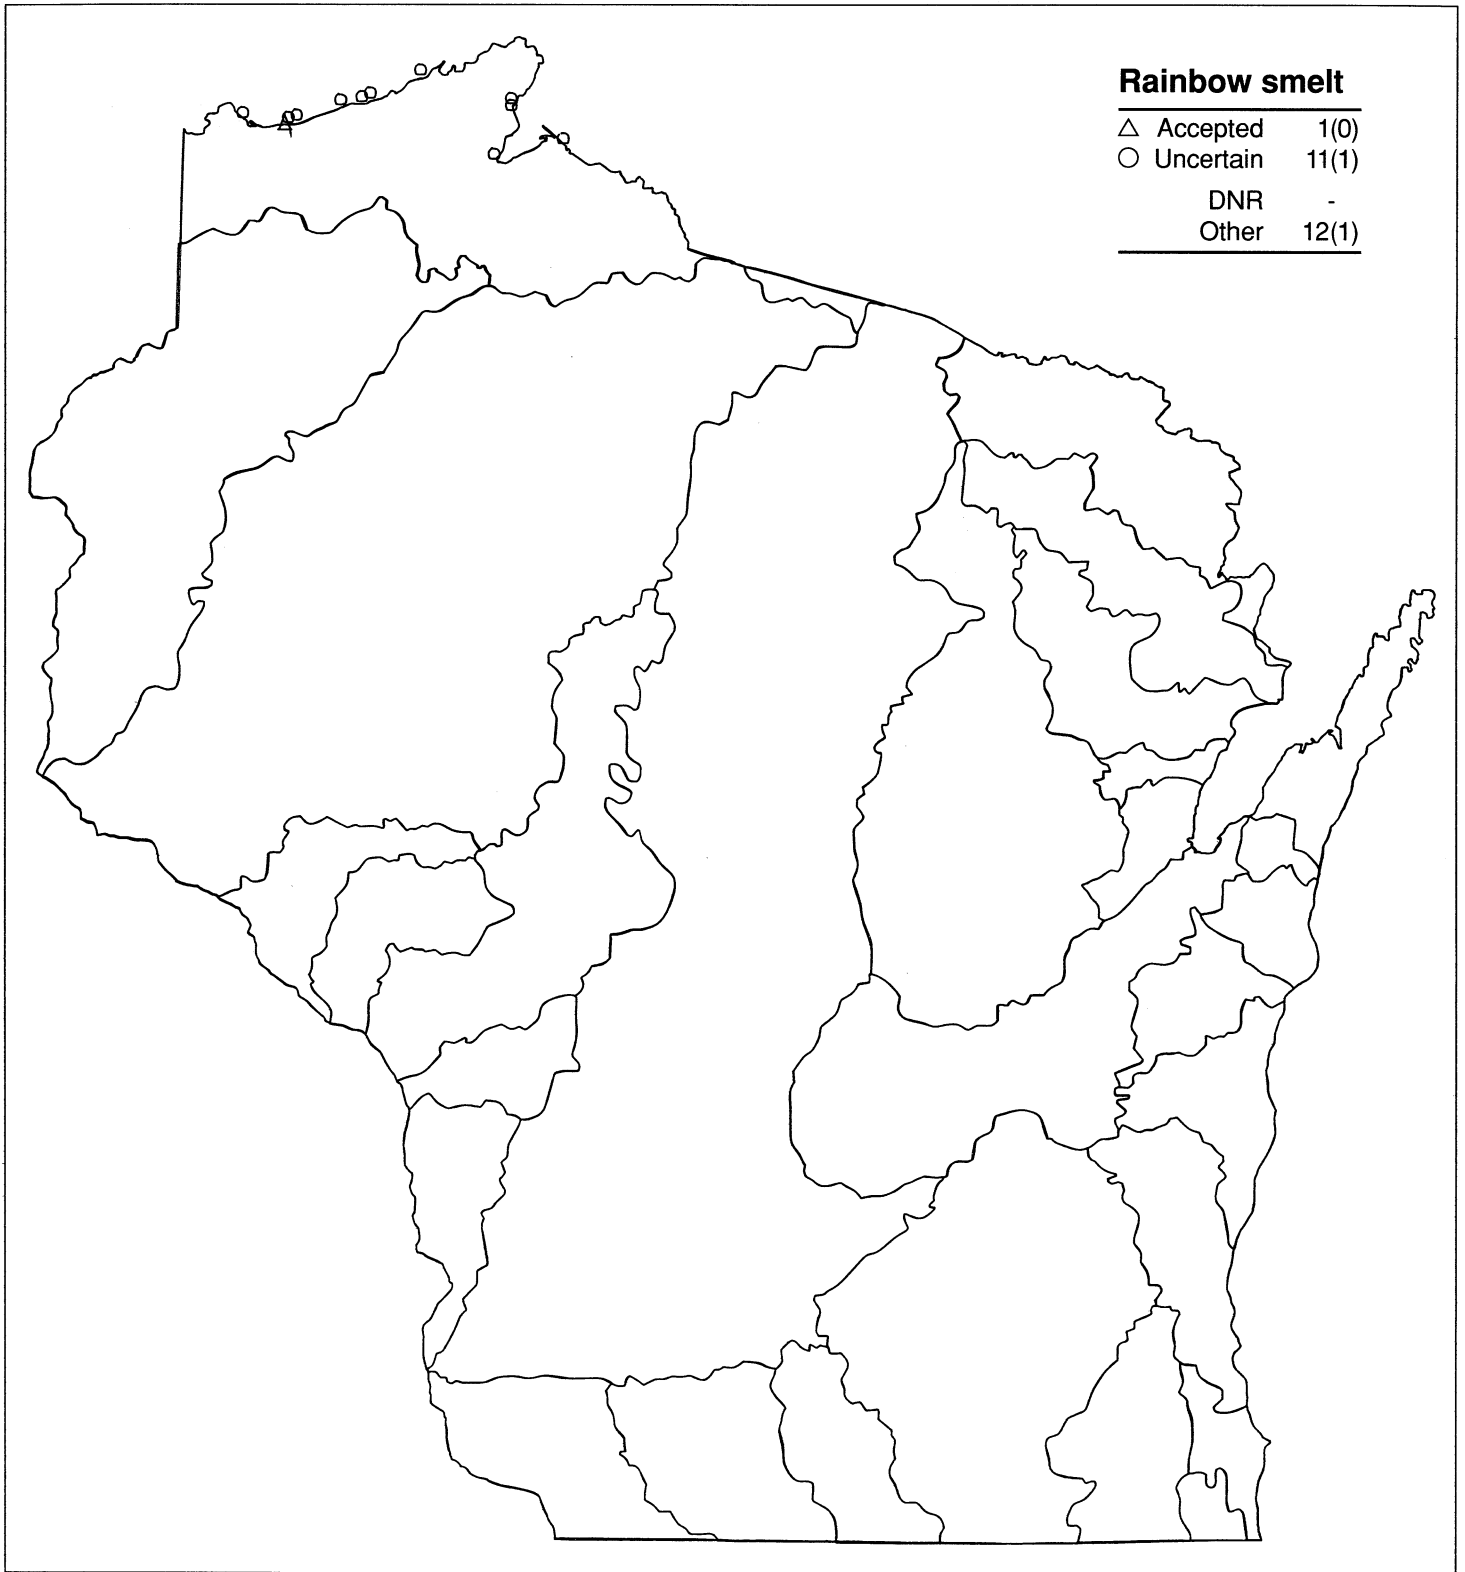 Rainbow smelt
△ Accepted 1(0)
○ Uncertain 11(1)
DNR -
Other 12(1)